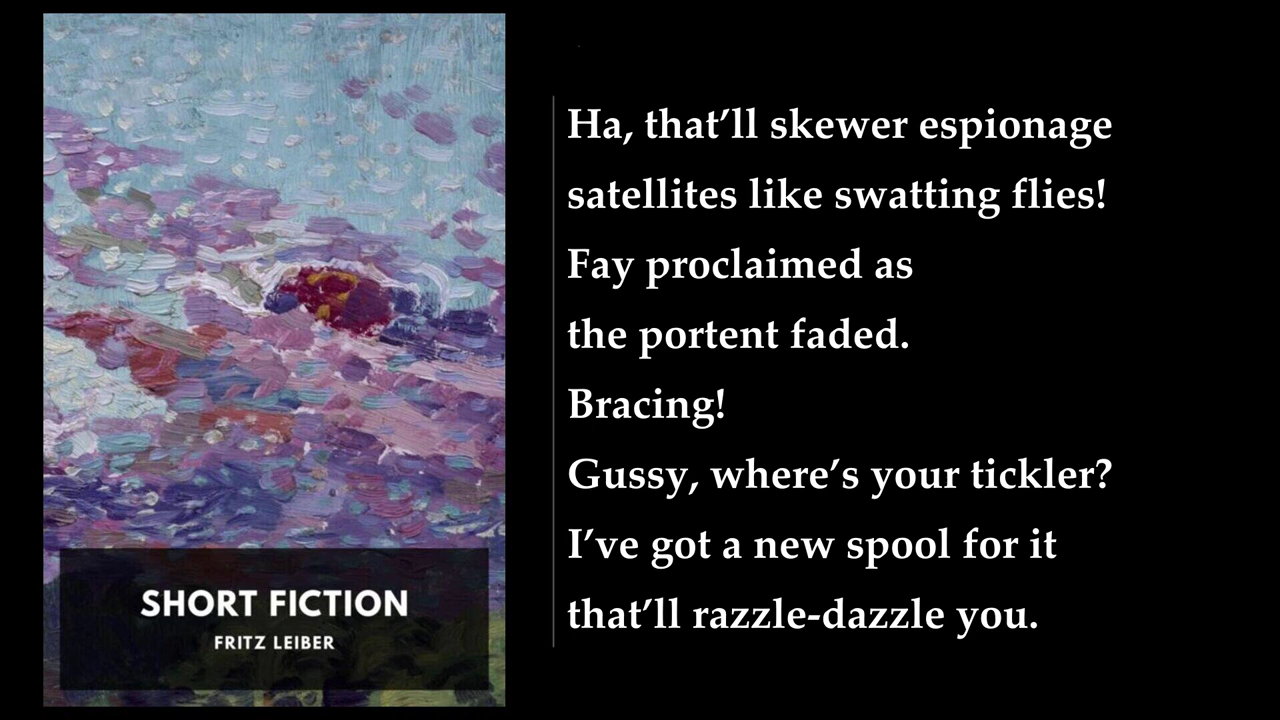 Ha, that’ll skewer espionage
satellites like swatting flies!
Fay proclaimed as
the portent faded.
Bracing!
Gussy, where’s your tickler?
I’ve got a new spool for it
that’ll razzle-dazzle you.
SHORT FICTION
FRITZ LEIBER